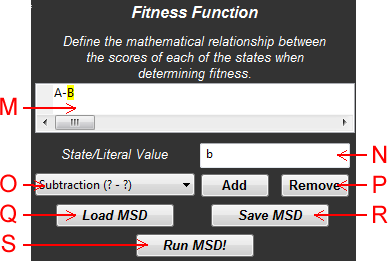 Fitness Function
Define the mathematical relationship between
the scores of each of the states when
determining fitness.
A-B
M
State/Literal Value
b
N
O
Subtraction (? - ?)
Add
Remove
P
Q
Load MSD
Save MSD
R
S
Run MSD!